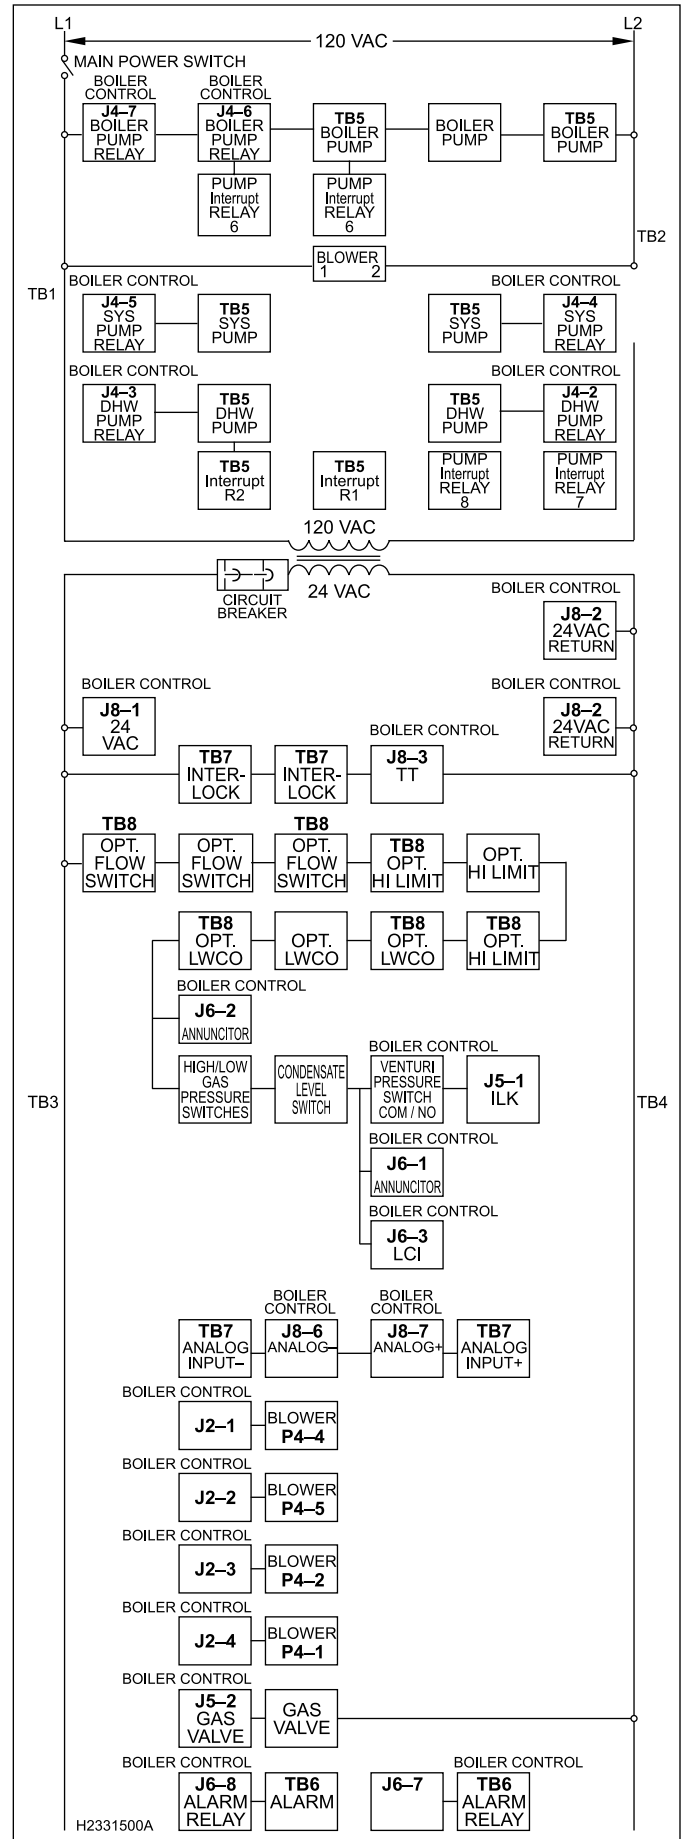 L1 L2
120 VAC
MAIN POWER SWITCH
BOILER BOILER
CONTROL CONTROL
J4–7 J4–6 TB5 BOILER TB5
BOILER BOILER BOILER PUMP BOILER
PUMP PUMP PUMP PUMP
RELAY RELAY
PUMP PUMP
Interrupt Interrupt
RELAY RELAY
6 6
TB2
BLOWER
1 2
TB1
BOILER CONTROL BOILER CONTROL
J4–5 TB5 TB5 J4–4
SYS SYS SYS SYS
PUMP PUMP PUMP PUMP
RELAY RELAY
BOILER CONTROL BOILER CONTROL
J4–3 TB5 TB5 J4–2
DHW DHW DHW DHW
PUMP PUMP PUMP PUMP
RELAY RELAY
TB5 TB5 PUMP PUMP
Interrupt Interrupt Interrupt Interrupt
R2 R1 RELAY RELAY
8 7
120 VAC
24 VAC
CIRCUIT
BREAKER
BOILER CONTROL
J8–2
24VAC
RETURN
BOILER CONTROL BOILER CONTROL
J8–1 J8–2
24 24VAC
VAC RETURN
BOILER CONTROL
TB7 TB7 J8–3
INTER- INTER- TT
LOCK LOCK
TB8 TB8
OPT. OPT. OPT. TB8 OPT.
FLOW FLOW FLOW OPT. HI LIMIT
SWITCH SWITCH SWITCH HI LIMIT
TB8 OPT. TB8 TB8
OPT. LWCO OPT. OPT.
LWCO LWCO HI LIMIT
BOILER CONTROL
J6–2
ANNUNCITOR
BOILER CONTROL
HIGH/LOW CONDENSATE VENTURI J5–1
GAS LEVEL PRESSURE ILK
PRESSURE SWITCH SWITCH
SWITCHES COM / NO
TB3 TB4
BOILER CONTROL
J6–1
ANNUNCITOR
BOILER CONTROL
J6–3
LCI
BOILER BOILER
CONTROL CONTROL
TB7 J8–6 J8–7 TB7
ANALOG ANALOG– ANALOG+ ANALOG
INPUT– INPUT+
BOILER CONTROL
J2–1 BLOWER
P4–4
BOILER CONTROL
J2–2 BLOWER
P4–5
BOILER CONTROL
J2–3 BLOWER
P4–2
BOILER CONTROL
J2–4 BLOWER
P4–1
BOILER CONTROL
J5–2 GAS
GAS VALVE
VALVE
BOILER CONTROL BOILER CONTROL
J6–8 TB6 J6–7 TB6
ALARM ALARM ALARM
RELAY RELAY
H2331500A